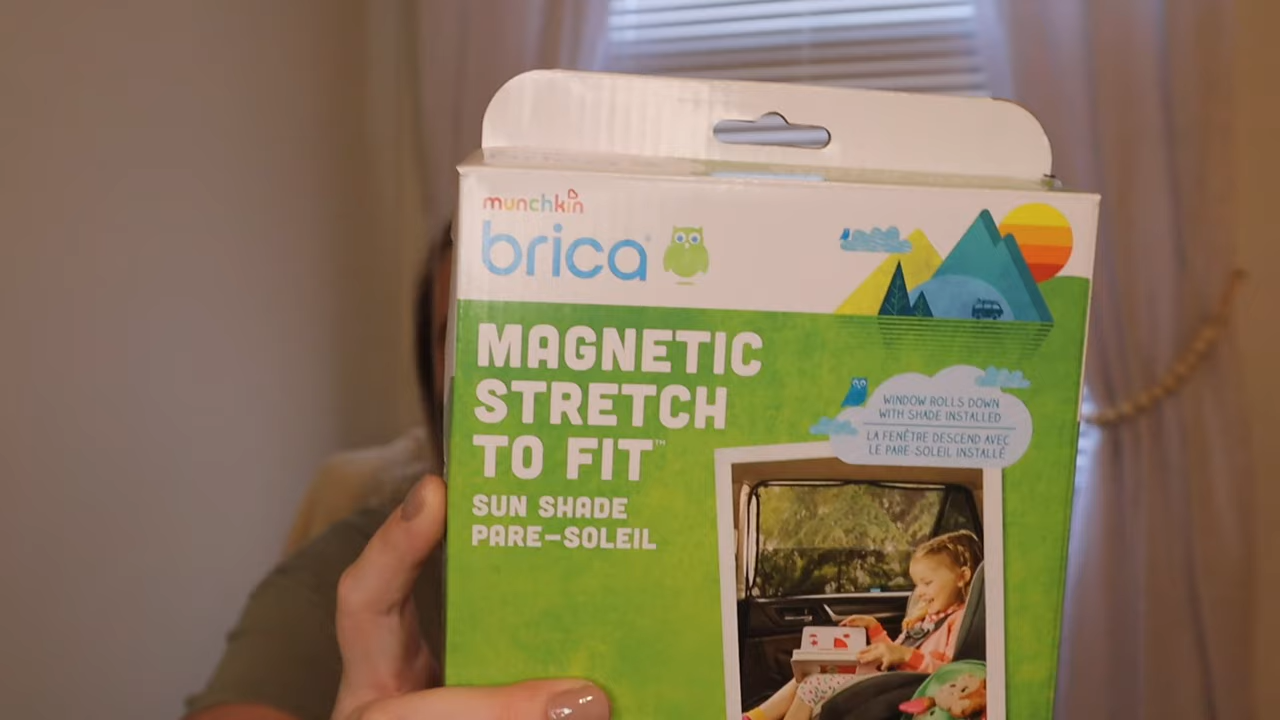 munchkin
brica®
MAGNETIC
STRETCH
TO FIT™
SUN SHADE
PARE-SOLEIL
WINDOW ROLLS DOWN
WITH SHADE INSTALLED
LA FENÊTRE DESCEND AVEC
LE PARE-SOLEIL INSTALLÉ